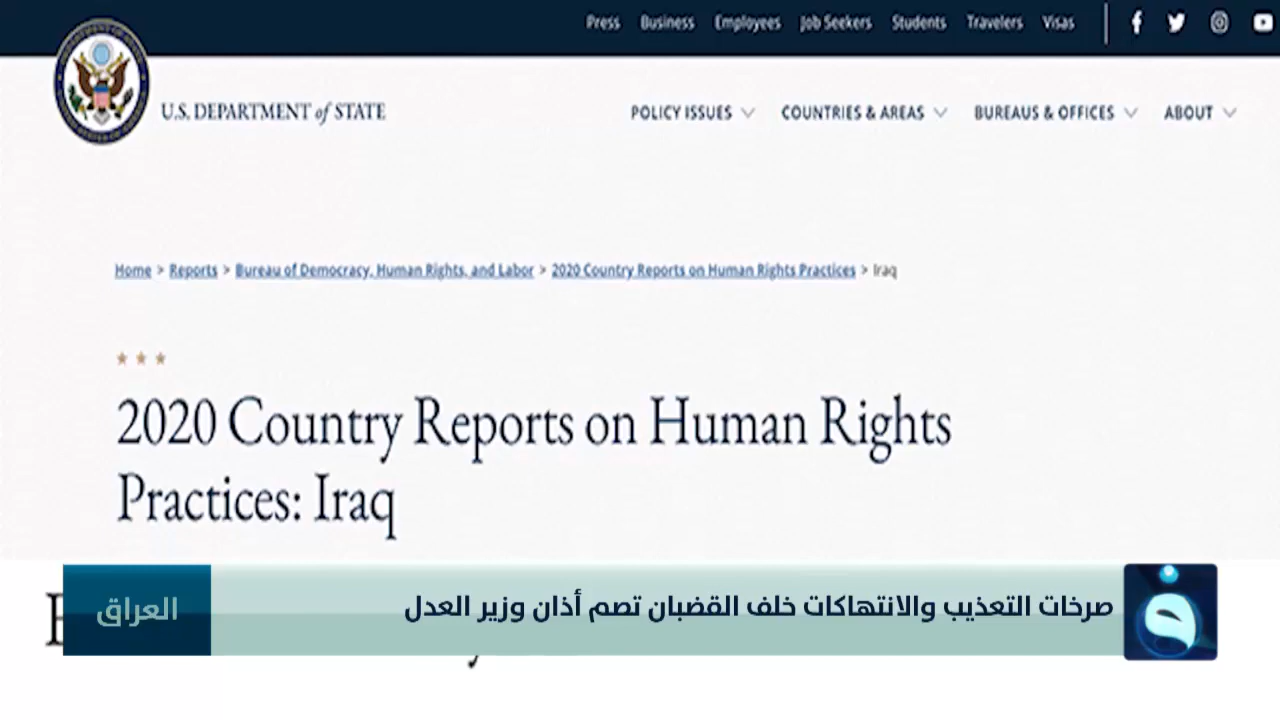 Press Business Employees Job Seekers Students Travelers Visas
U.S. DEPARTMENT of STATE
POLICY ISSUES COUNTRIES & AREAS BUREAUS & OFFICES ABOUT
Home > Reports > Bureau of Democracy, Human Rights, and Labor > 2020 Country Reports on Human Rights Practices > Iraq
2020 Country Reports on Human Rights
Practices: Iraq
صرخات التعذيب والانتهاكات خلف القضبان تصم أذان وزير العدل
العراق